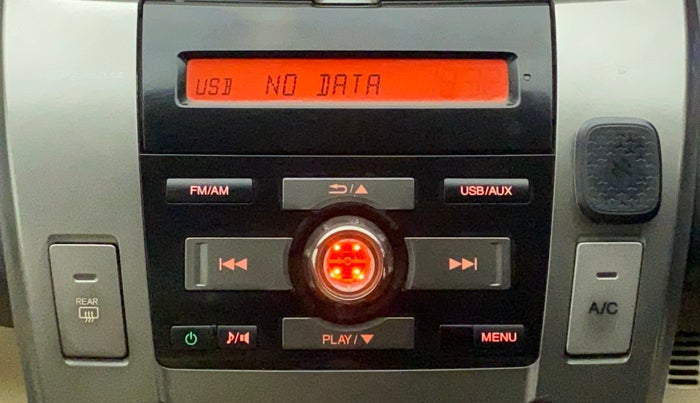 USB NO DATA
FM/AM
USB/AUX
REAR
A/C
PLAY/
MENU